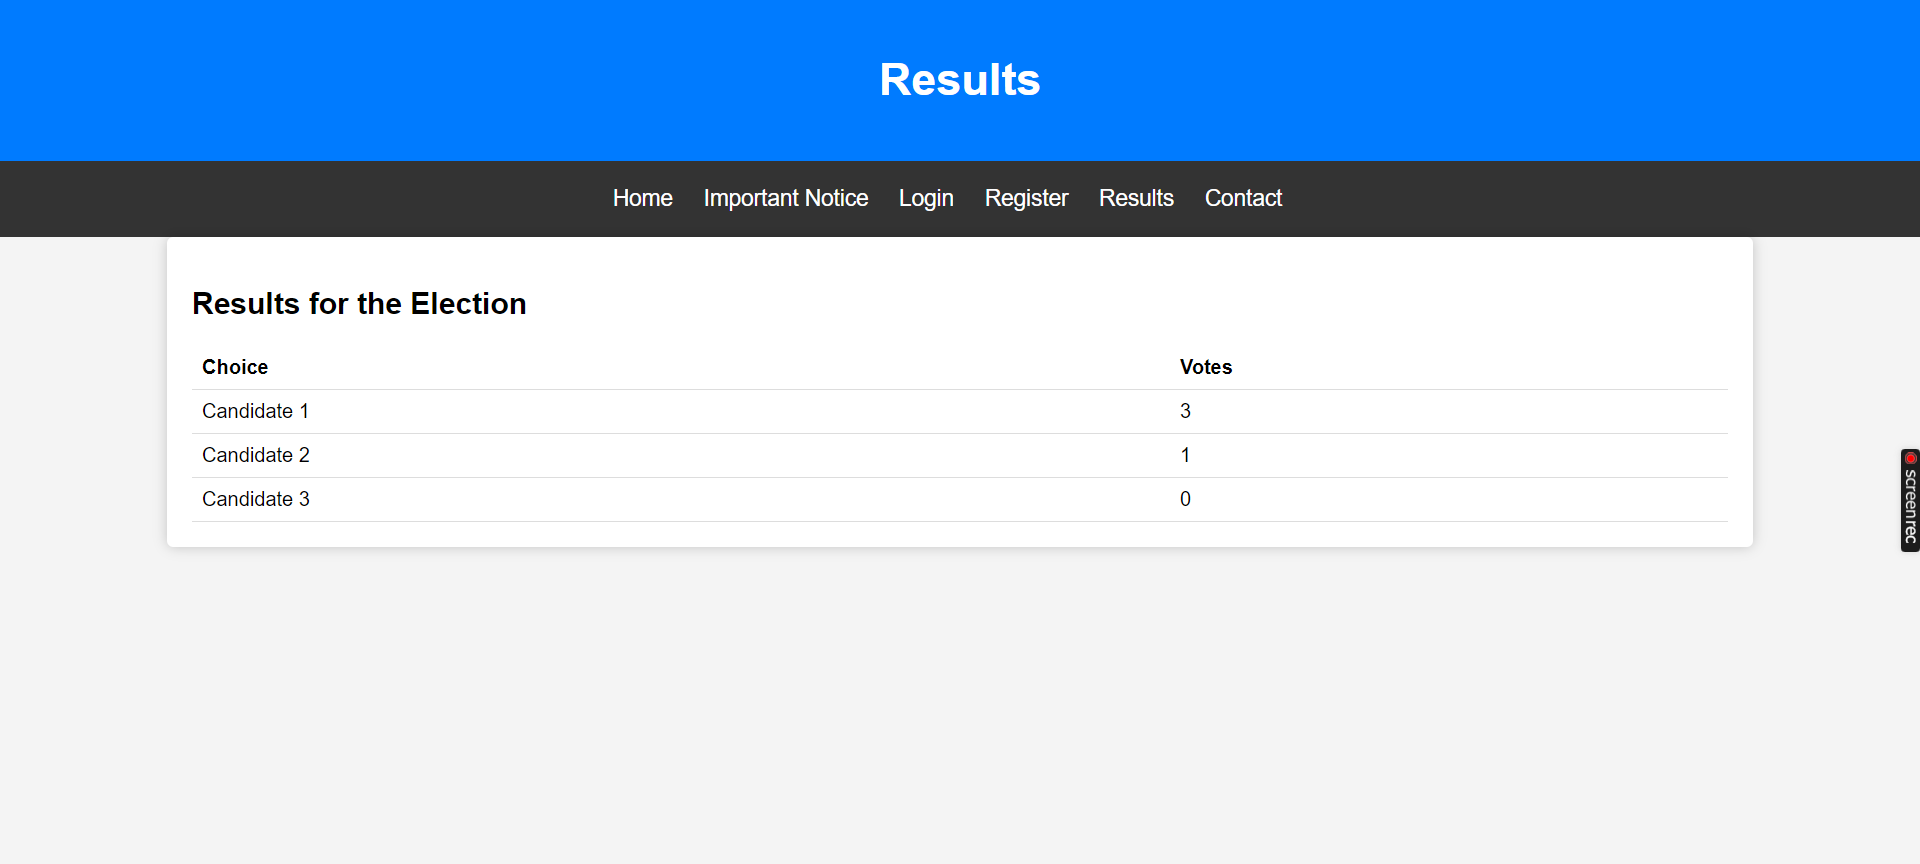 Results
Home Important Notice Login Register Results Contact
Results for the Election
Choice Votes
Candidate 1 3
Candidate 2 1
Candidate 3 0
screenrec